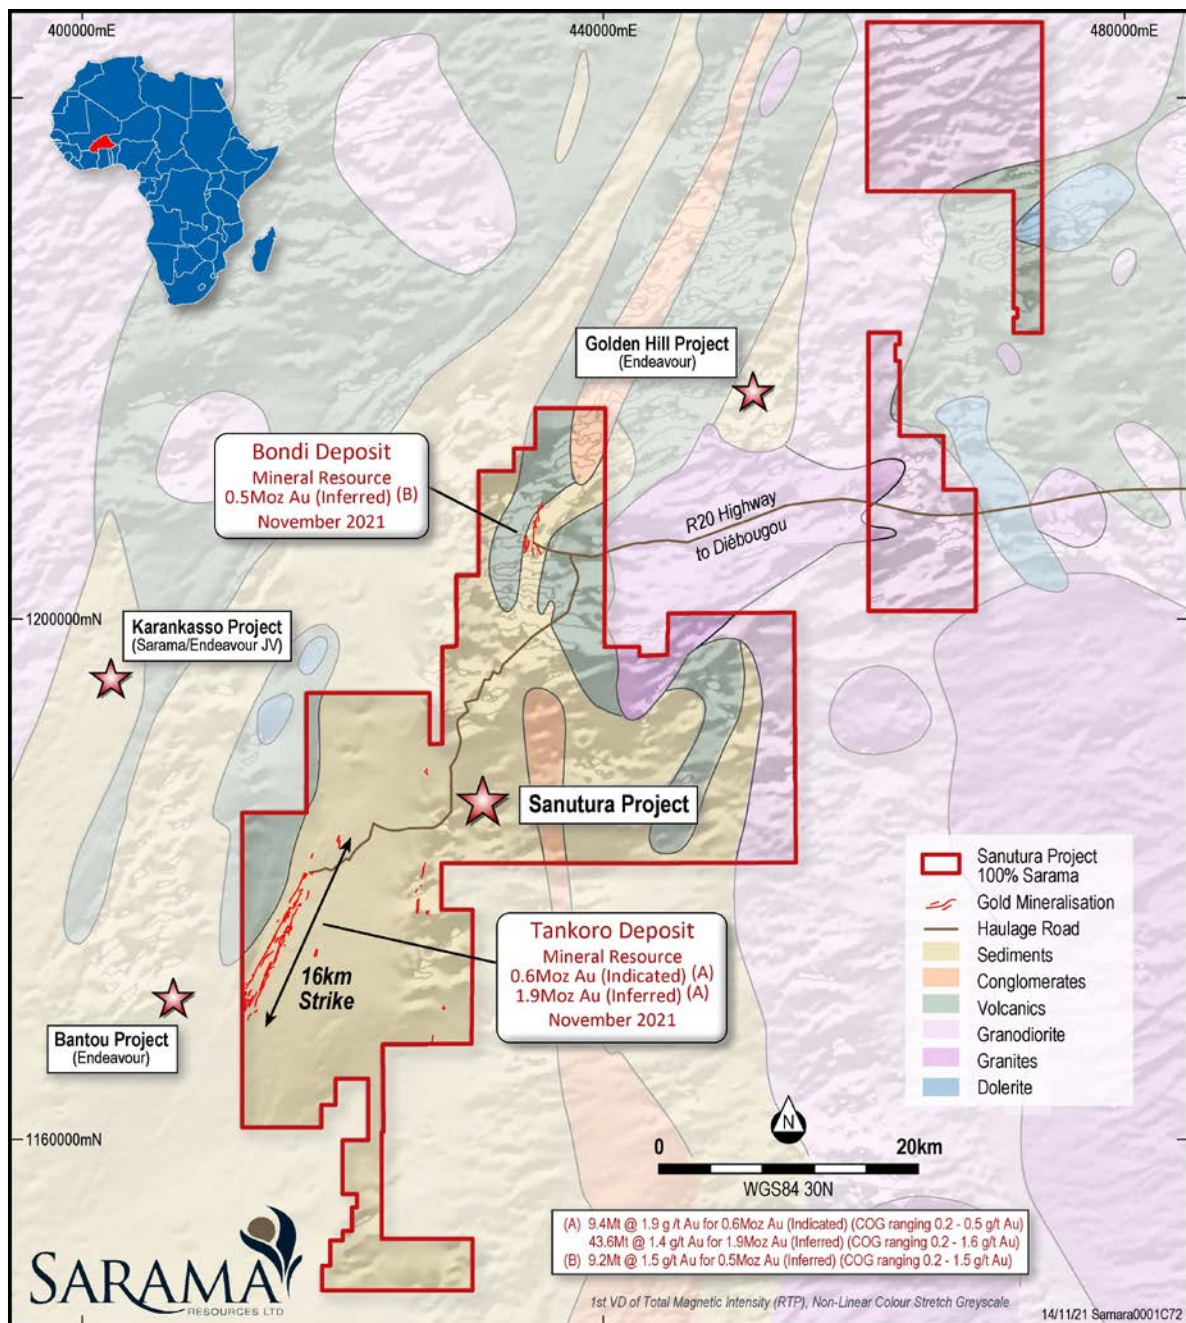 400000mE
440000mE
480000mE
Golden Hill Project
(Endeavour)
Bondi Deposit
Mineral Resource
0.5Moz Au (Inferred) (B)
November 2021
R20 Highway
to Diébougou
1200000mN
Karankasso Project
(Sarama/Endeavour JV)
Sanutura Project
Sanutura Project
100% Sarama
Gold Mineralisation
Haulage Road
Sediments
Conglomerates
Volcanics
Granodiorite
Granites
Dolerite
Tankoro Deposit
Mineral Resource
0.6Moz Au (Indicated) (A)
1.9Moz Au (Inferred) (A)
November 2021
16km
Strike
Bantou Project
(Endeavour)
1160000mN
N
0 20km
WGS84 30N
(A) 9.4Mt @ 1.9 g/t Au for 0.6Moz Au (Indicated) (COG ranging 0.2 - 0.5 g/t Au)
43.6Mt @ 1.4 g/t Au for 1.9Moz Au (Inferred) (COG ranging 0.2 - 1.6 g/t Au)
(B) 9.2Mt @ 1.5 g/t Au for 0.5Moz Au (Inferred) (COG ranging 0.2 - 1.5 g/t Au)
SARAMA
RESOURCES LTD
1st VD of Total Magnetic Intensity (RTP), Non-Linear Colour Stretch Greyscale
14/11/21 Samara0001C72